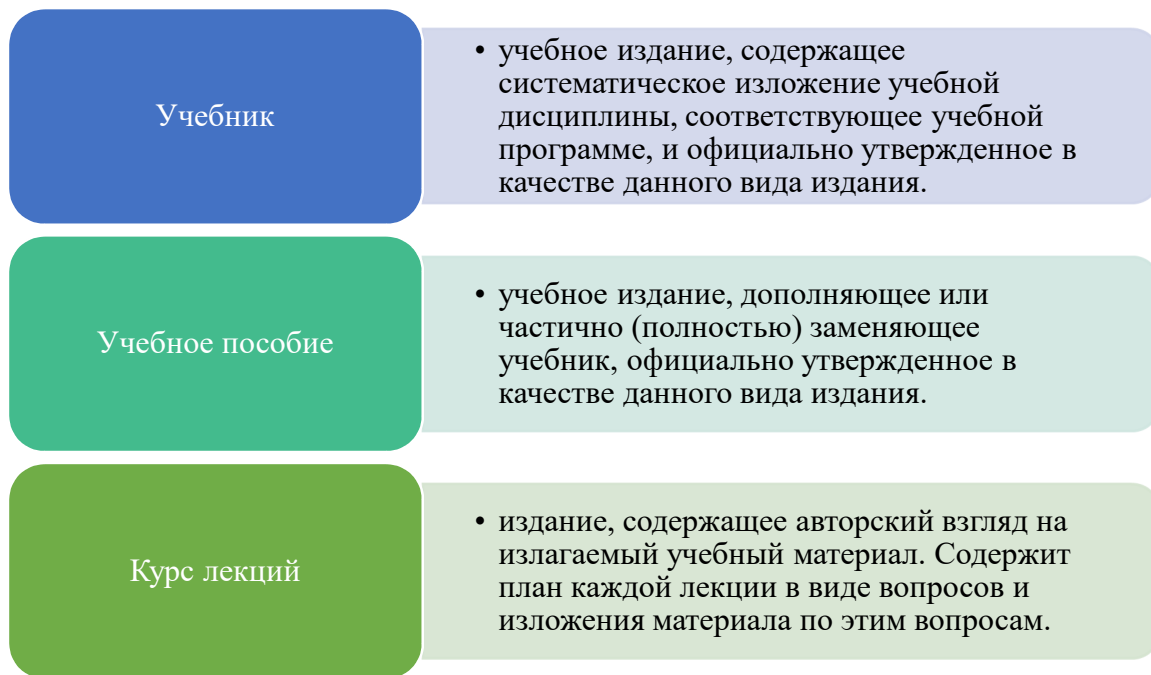 Учебник
• учебное издание, содержащее
систематическое изложение учебной
дисциплины, соответствующее учебной
программе, и официально утвержденное в
качестве данного вида издания.
Учебное пособие
• учебное издание, дополняющее или
частично (полностью) заменяющее
учебник, официально утвержденное в
качестве данного вида издания.
Курс лекций
• издание, содержащее авторский взгляд на
излагаемый учебный материал. Содержит
план каждой лекции в виде вопросов и
изложения материала по этим вопросам.